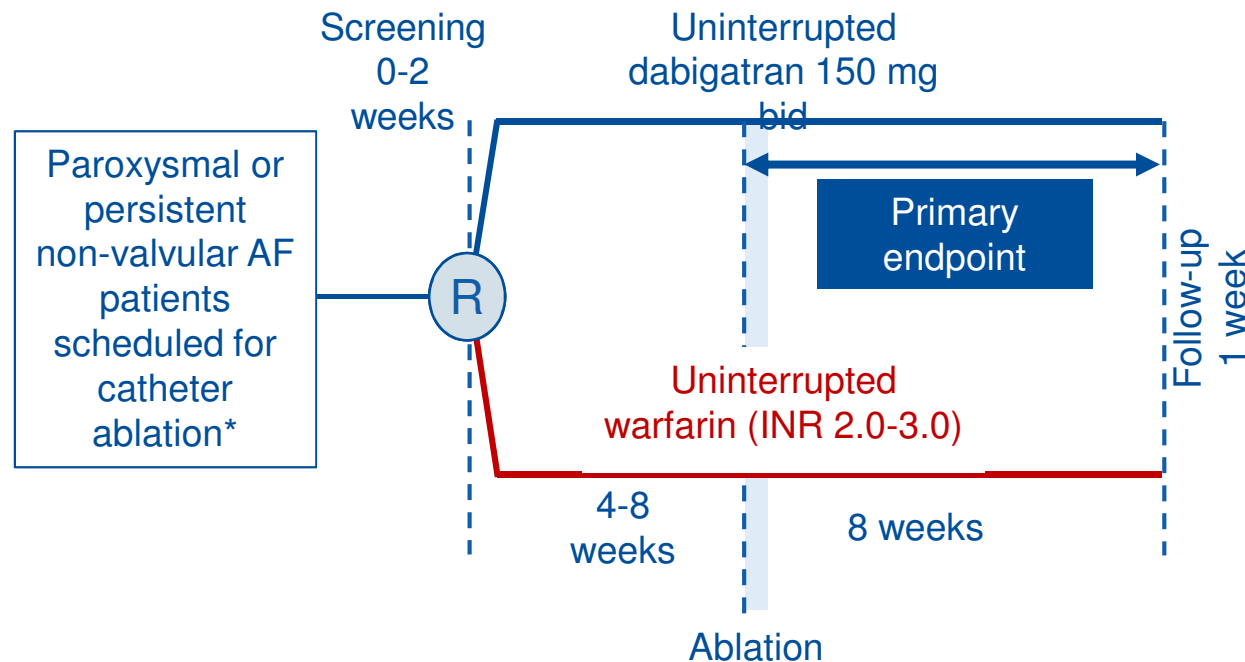 Screening
0-2
weeks
Uninterrupted
dabigatran 150 mg
bid
Paroxysmal or
persistent
non-valvular AF
patients
scheduled for
catheter
ablation*
R
Primary
endpoint
Follow-up
1 week
Uninterrupted
warfarin (INR 2.0-3.0)
4-8
weeks
8 weeks
Ablation